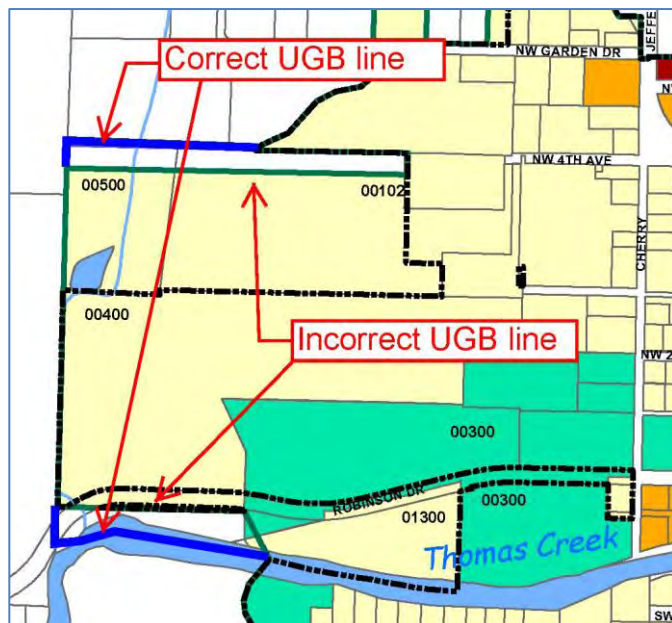 JEFFE
NW GARDEN DR
Correct UGB line
NW 4TH AVE
00500
00102
CHERRY
00400
Incorrect UGB line
NW 2
00300
ROBINSON DR
00300
01300
Thomas Creek
SW